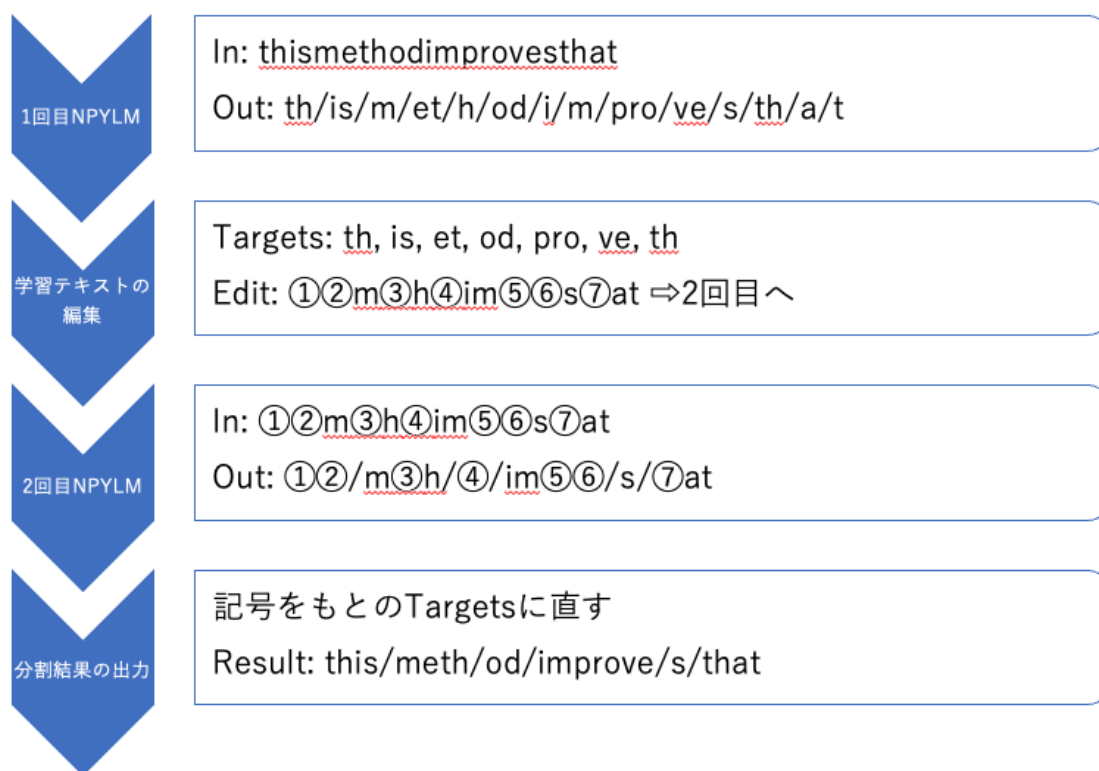 1回目NPYLM
In: thismethodimprovesthat
Out: th/is/m/et/h/od/i/m/pro/ve/s/th/a/t
学習テキストの
編集
Targets: th, is, et, od, pro, ve, th
Edit: ①②m③h④im⑤⑥s⑦at ⇨2回目へ
2回目NPYLM
In: ①②m③h④im⑤⑥s⑦at
Out: ①②/m③h/④/im⑤⑥/s/⑦at
分割結果の出力
記号をもとのTargetsに直す
Result: this/meth/od/improve/s/that